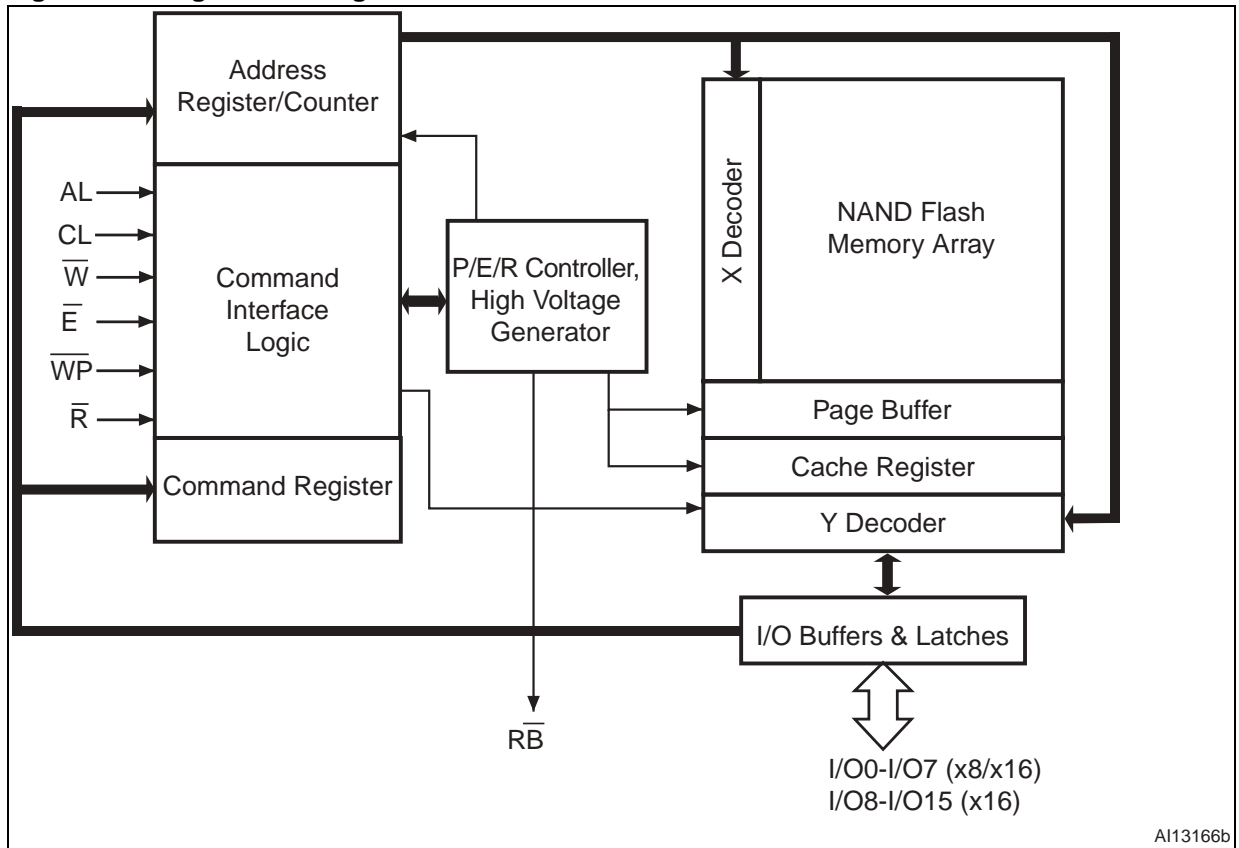 Address
Register/Counter
AL
CL
W̅
E̅
W̅P̅
R̅
Command
Interface
Logic
Command Register
P/E/R Controller,
High Voltage
Generator
RB̅
X Decoder
NAND Flash
Memory Array
Page Buffer
Cache Register
Y Decoder
I/O Buffers & Latches
I/O0-I/O7 (x8/x16)
I/O8-I/O15 (x16)
AI13166b